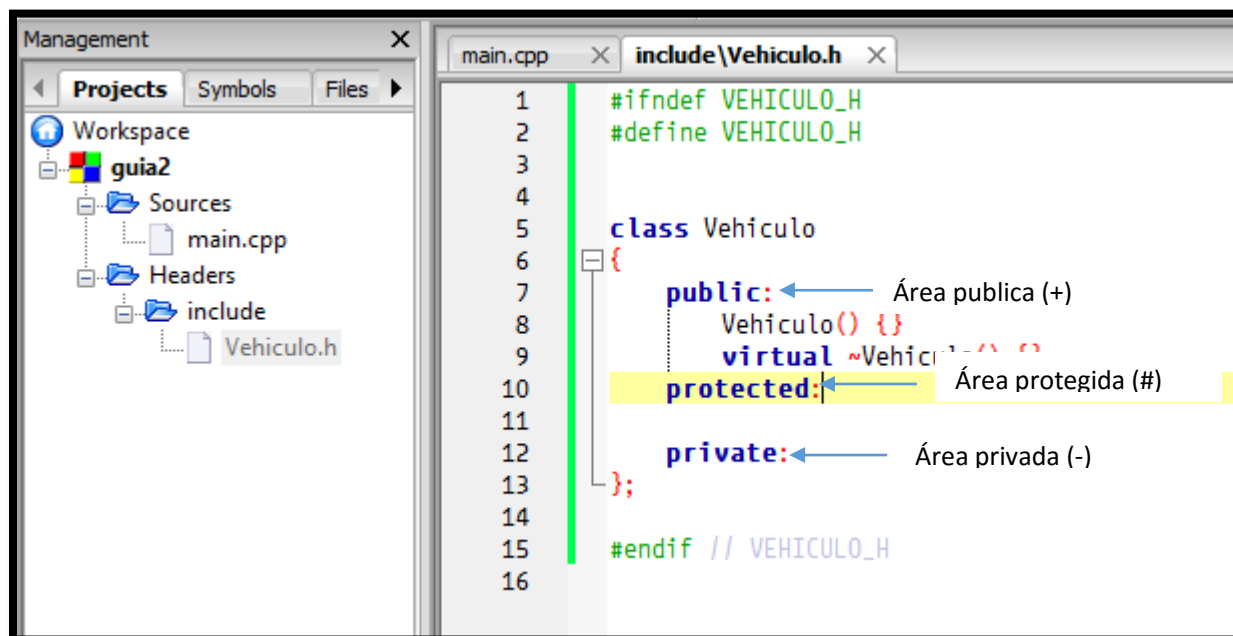 Management
Projects Symbols Files
Workspace
guia2
Sources
main.cpp
Headers
include
Vehiculo.h
main.cpp include\Vehiculo.h
1 #ifndef VEHICULO_H
2 #define VEHICULO_H
3
4
5 class Vehiculo
6 {
7 public: Área publica (+)
8 Vehiculo() {}
9 virtual ~Vehiculo() {}
10 protected: Área protegida (#)
11
12 private: Área privada (-)
13 };
14
15 #endif // VEHICULO_H
16